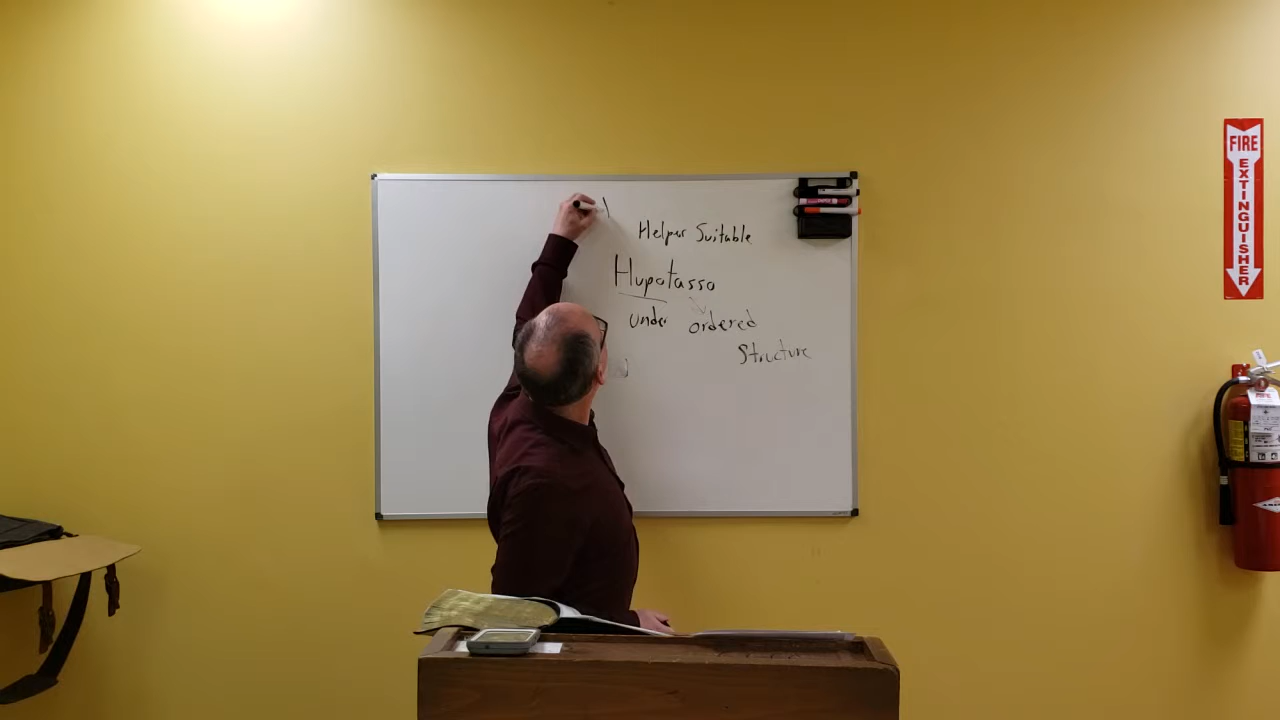 Helper Suitable
Hupotasso
under ordered
Structure
FIRE
EXTINGUISHER